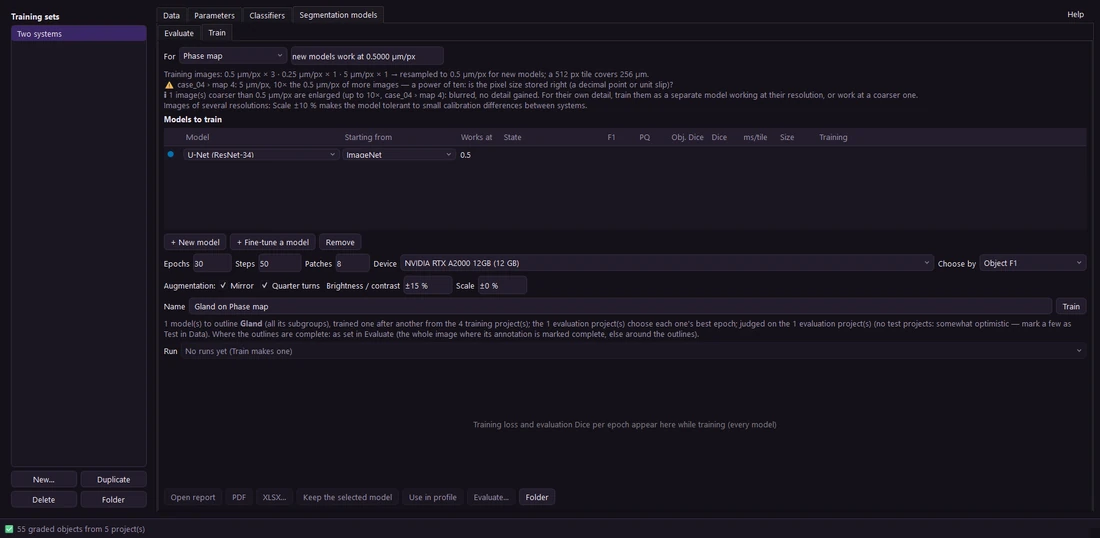 Training sets
Two systems
New...
Duplicate
Delete
Folder
Data
Parameters
Classifiers
Segmentation models
Help
Evaluate
Train
For
Phase map
new models work at 0.5000 µm/px
Training images: 0.5 µm/px × 3 · 0.25 µm/px × 1 · 5 µm/px × 1 → resampled to 0.5 µm/px for new models; a 512 px tile covers 256 µm.
⚠ case_04 › map 4: 5 µm/px, 10× the 0.5 µm/px of more images — a power of ten: is the pixel size stored right (a decimal point or unit slip)?
ℹ 1 image(s) coarser than 0.5 µm/px are enlarged (up to 10×, case_04 › map 4): blurred, no detail gained. For their own detail, train them as a separate model working at their resolution, or work at a coarser one.
Images of several resolutions: Scale ±10 % makes the model tolerant to small calibration differences between systems.
Models to train
Model
Starting from
Works at
State
F1
PQ
Obj. Dice
Dice
ms/tile
Size
Training
U-Net (ResNet-34)
ImageNet
0.5
+ New model
+ Fine-tune a model
Remove
Epochs 30
Steps 50
Patches 8
Device NVIDIA RTX A2000 12GB (12 GB)
Choose by Object F1
Augmentation: ✓ Mirror ✓ Quarter turns Brightness / contrast ±15 % Scale ±0 %
Name Gland on Phase map
Train
1 model(s) to outline Gland (all its subgroups), trained one after another from the 4 training project(s); the 1 evaluation project(s) choose each one's best epoch; judged on the 1 evaluation project(s) (no test projects: somewhat optimistic — mark a few as
Test in Data). Where the outlines are complete: as set in Evaluate (the whole image where its annotation is marked complete, else around the outlines).
Run No runs yet (Train makes one)
Training loss and evaluation Dice per epoch appear here while training (every model)
Open report
PDF
XLSX...
Keep the selected model
Use in profile
Evaluate...
Folder
✅ 55 graded objects from 5 project(s)